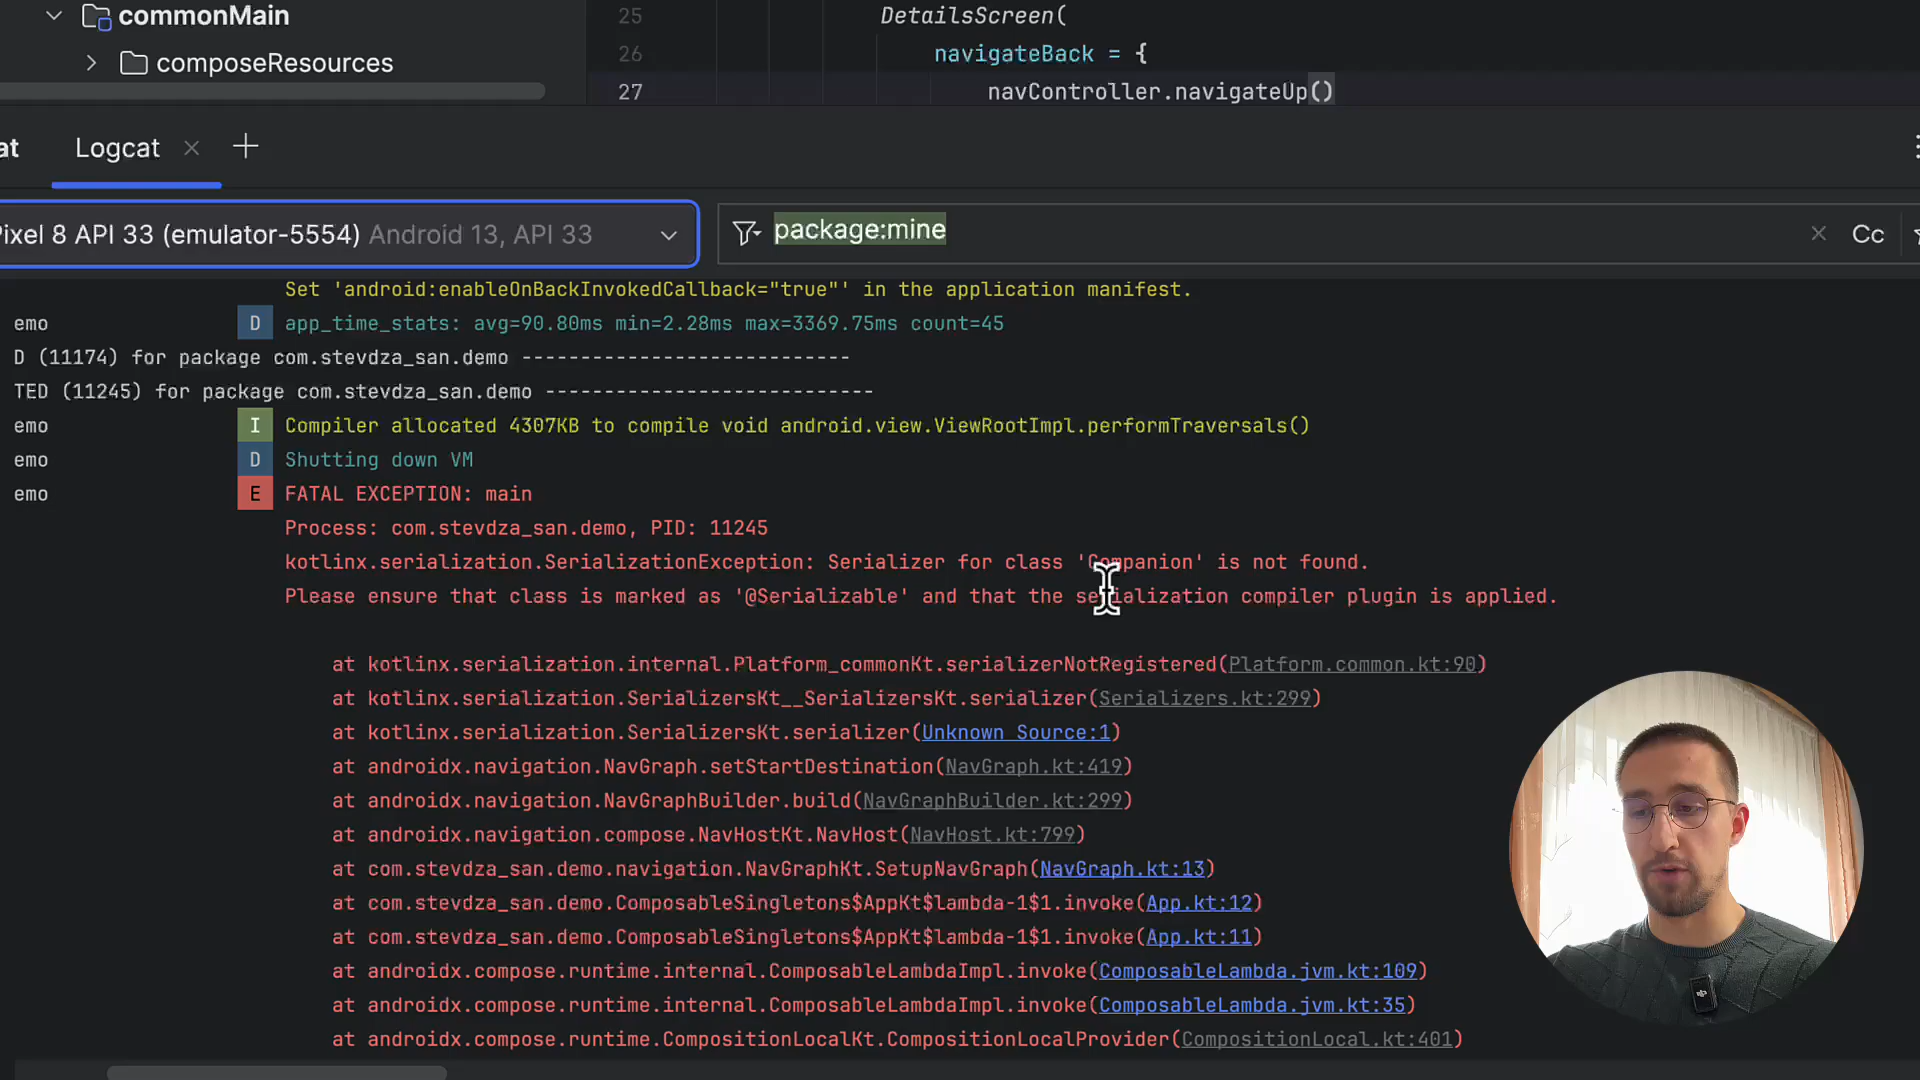 commonMain
composeResources
25 DetailsScreen(
26 navigateBack = {
27 navController.navigateUp()
at Logcat
Pixel 8 API 33 (emulator-5554) Android 13, API 33
package:mine
Cc
Set 'android:enableOnBackInvokedCallback="true"' in the application manifest.
emo D app_time_stats: avg=90.80ms min=2.28ms max=3369.75ms count=45
D (11174) for package com.stevdza_san.demo ----------------------------
TED (11245) for package com.stevdza_san.demo ----------------------------
emo I Compiler allocated 4307KB to compile void android.view.ViewRootImpl.performTraversals()
emo D Shutting down VM
emo E FATAL EXCEPTION: main
Process: com.stevdza_san.demo, PID: 11245
kotlinx.serialization.SerializationException: Serializer for class 'Companion' is not found.
Please ensure that class is marked as '@Serializable' and that the serialization compiler plugin is applied.
at kotlinx.serialization.internal.Platform_commonKt.serializerNotRegistered(Platform.common.kt:90)
at kotlinx.serialization.SerializersKt__SerializersKt.serializer(Serializers.kt:299)
at kotlinx.serialization.SerializersKt.serializer(Unknown Source:1)
at androidx.navigation.NavGraph.setStartDestination(NavGraph.kt:419)
at androidx.navigation.NavGraphBuilder.build(NavGraphBuilder.kt:299)
at androidx.navigation.compose.NavHostKt.NavHost(NavHost.kt:799)
at com.stevdza_san.demo.navigation.NavGraphKt.SetupNavGraph(NavGraph.kt:13)
at com.stevdza_san.demo.ComposableSingletons$AppKt$lambda-1$1.invoke(App.kt:12)
at com.stevdza_san.demo.ComposableSingletons$AppKt$lambda-1$1.invoke(App.kt:11)
at androidx.compose.runtime.internal.ComposableLambdaImpl.invoke(ComposableLambda.jvm.kt:109)
at androidx.compose.runtime.internal.ComposableLambdaImpl.invoke(ComposableLambda.jvm.kt:35)
at androidx.compose.runtime.CompositionLocalKt.CompositionLocalProvider(CompositionLocal.kt:401)